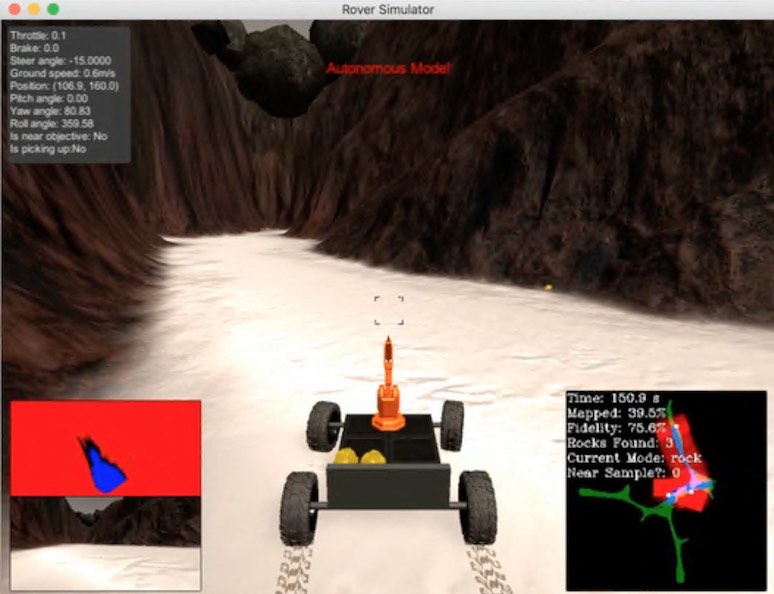 Rover Simulator
Throttle: 0.1
Brake: 0.0
Steer angle: -15.0000
Ground speed: 0.6m/s
Position: (106.9, 160.0)
Pitch angle: 0.00
Yaw angle: 80.83
Roll angle: 359.58
Is near objective: No
Is picking up:No
Autonomous Mode!
Time: 150.9 s
Mapped: 39.5%
Fidelity: 75.6%
Rocks Found: 3
Current Mode: rock
Near Sample?: 0